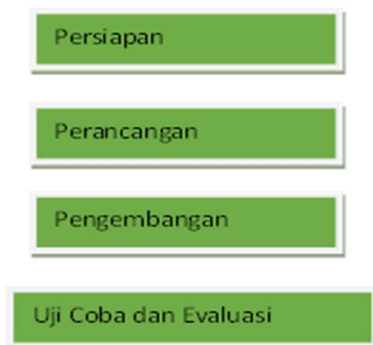 Persiapan
Perancangan
Pengembangan
Uji Coba dan Evaluasi